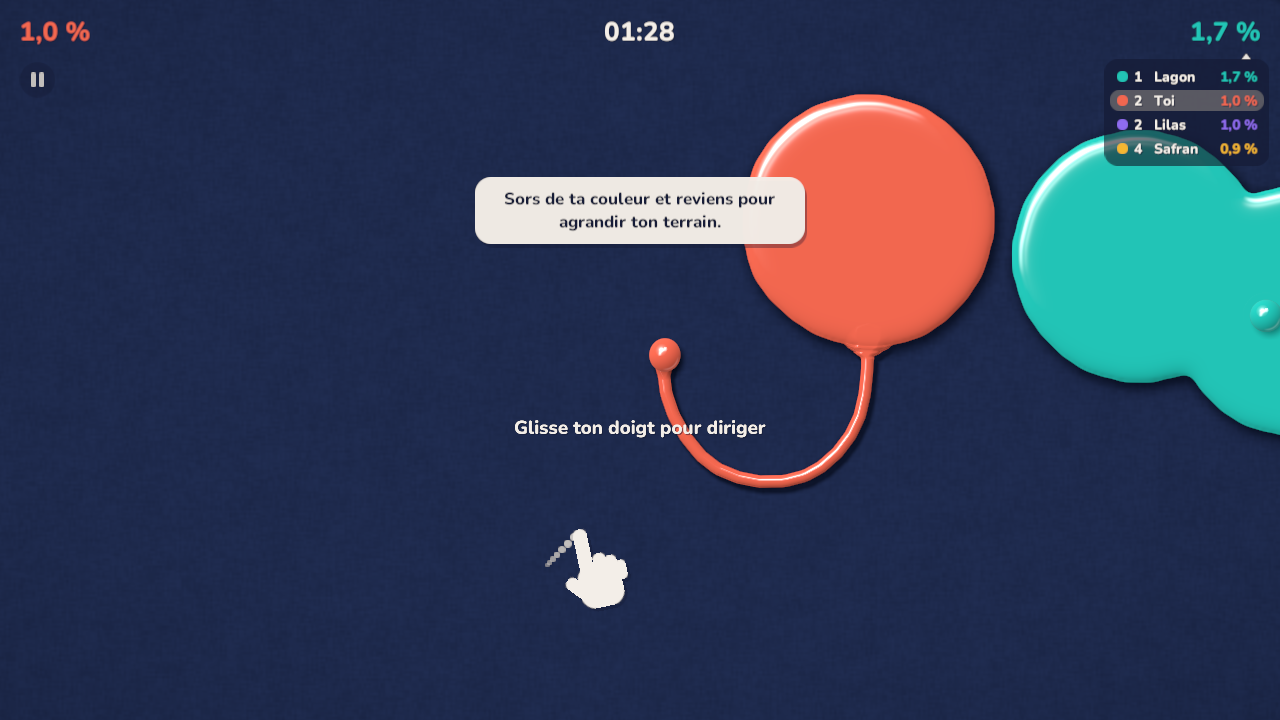 1,0 %
01:28
1,7 %
1 Lagon 1,7 %
2 Toi 1,0 %
2 Lilas 1,0 %
4 Safran 0,9 %
Sors de ta couleur et reviens pour
agrandir ton terrain.
Glisse ton doigt pour diriger